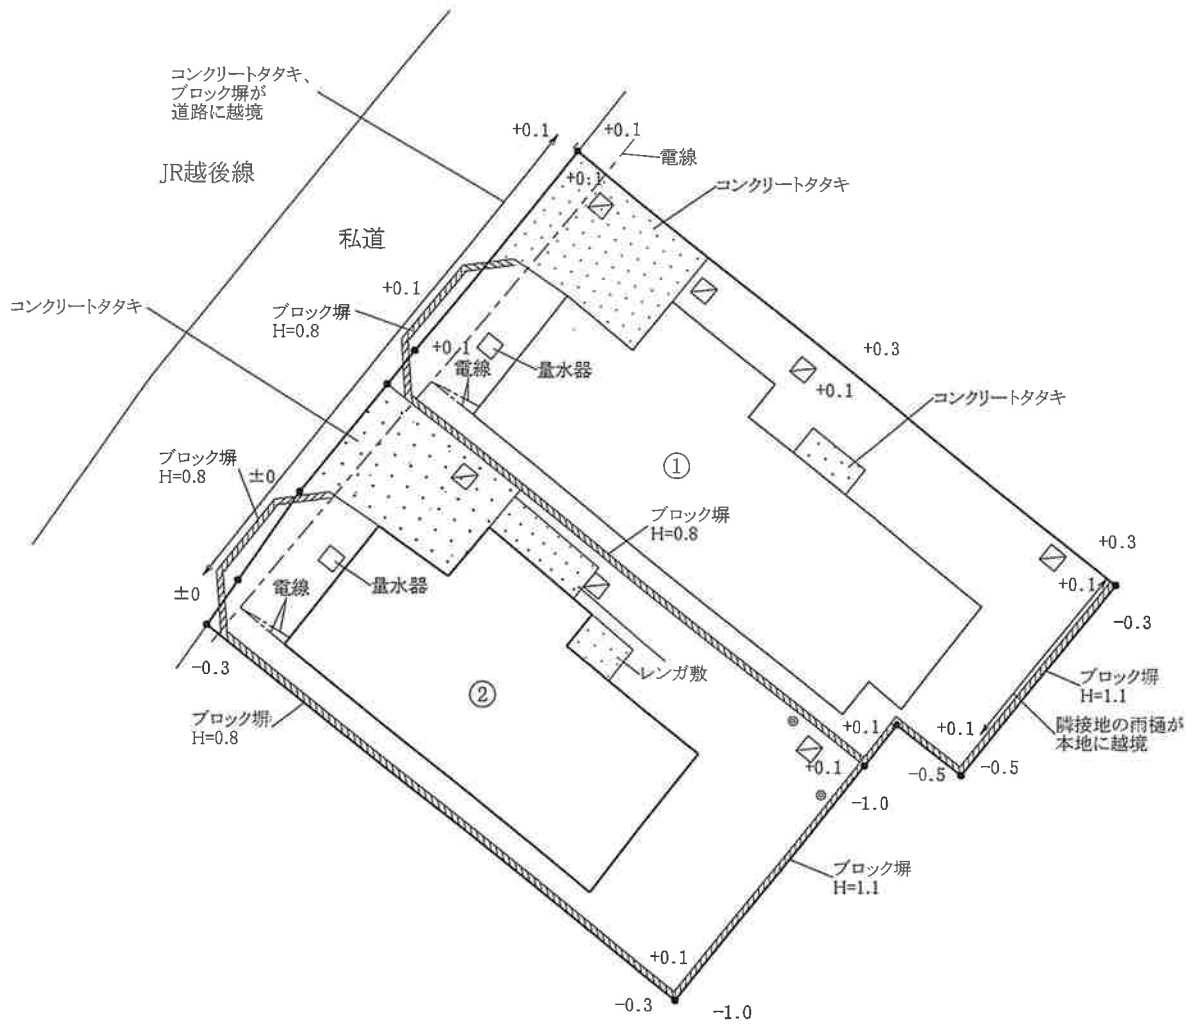 コンクリートタタキ、
ブロック塀が
道路に越境
+0.1
+0.1
電線
JR越後線
+0.1
コンクリートタタキ
私道
コンクリートタタキ
+0.1
ブロック塀
H=0.8
+0.1
量水器
電線
+0.3
+0.1
コンクリートタタキ
ブロック塀
H=0.8
±0
①
ブロック塀
H=0.8
+0.3
+0.1
-0.3
±0
電線
量水器
-0.3
レンガ敷
ブロック塀
H=1.1
②
ブロック塀
H=0.8
隣接地の雨樋が
本地に越境
+0.1
+0.1
+0.1
-0.5
-0.5
-1.0
ブロック塀
H=1.1
+0.1
-0.3
-1.0